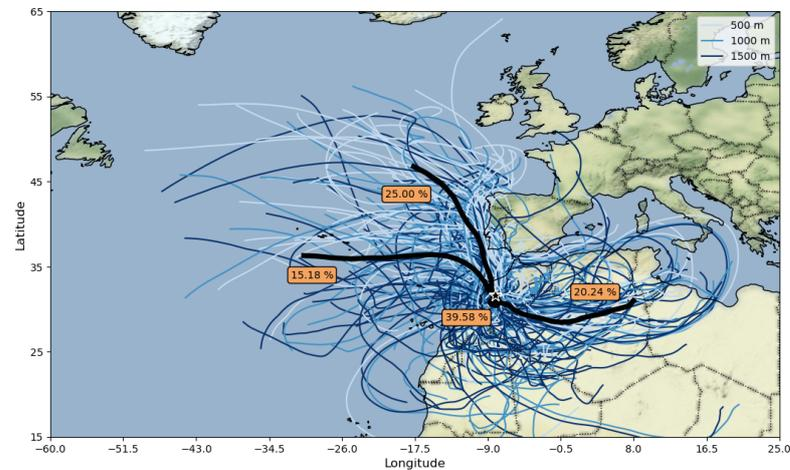 65
55
45
35
25
15
Latitude
500 m
1000 m
1500 m
25.00 %
15.18 %
20.24 %
39.58 %
−60.0 −51.5 −43.0 −34.5 −26.0 −17.5 −9.0 −0.5 8.0 16.5 25.0
Longitude